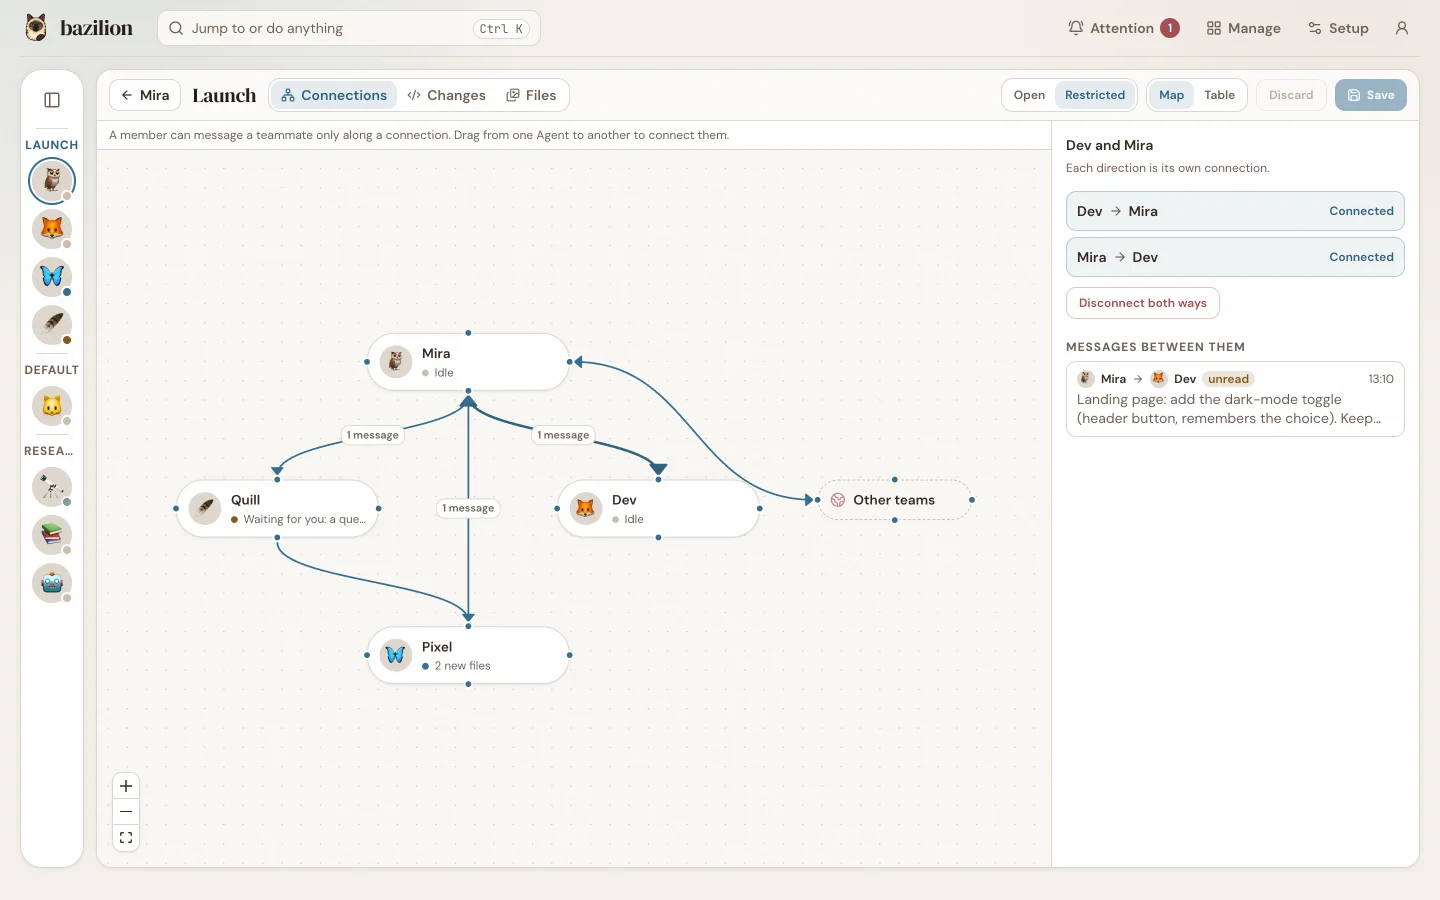 bazilion
Jump to or do anything
Ctrl K
Attention 1
Manage
Setup
Mira
Launch
Connections
Changes
Files
Open
Restricted
Map
Table
Discard
Save
A member can message a teammate only along a connection. Drag from one Agent to another to connect them.
LAUNCH
DEFAULT
RESEA...
Mira
Idle
1 message
1 message
Quill
Waiting for you: a que...
1 message
Dev
Idle
Other teams
Pixel
2 new files
Dev and Mira
Each direction is its own connection.
Dev → Mira
Connected
Mira → Dev
Connected
Disconnect both ways
MESSAGES BETWEEN THEM
Mira → Dev unread 13:10
Landing page: add the dark-mode toggle
(header button, remembers the choice). Keep...